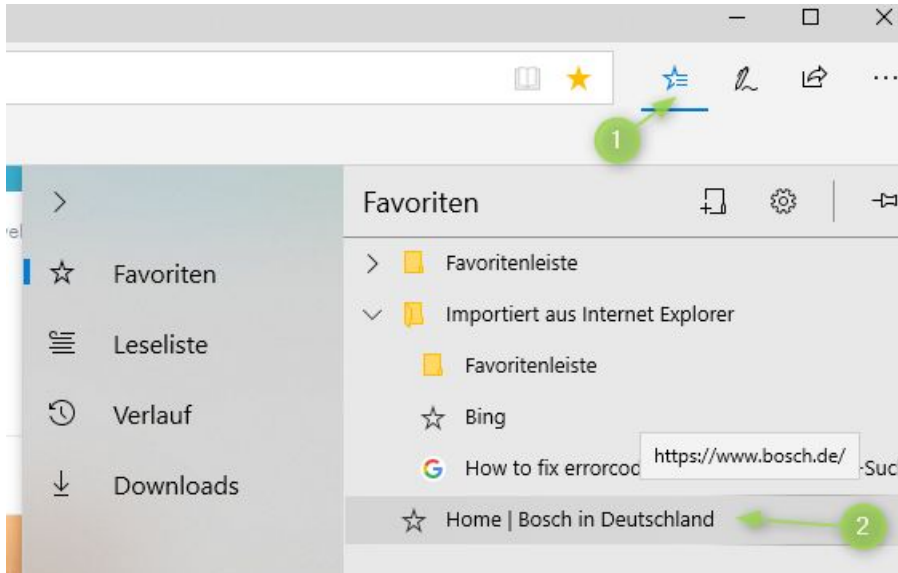 1
Favoriten
Favoriten
Leseliste
Verlauf
Downloads
Favoritenleiste
Importiert aus Internet Explorer
Favoritenleiste
Bing
How to fix errorcod
-Suc
https://www.bosch.de/
Home | Bosch in Deutschland
2